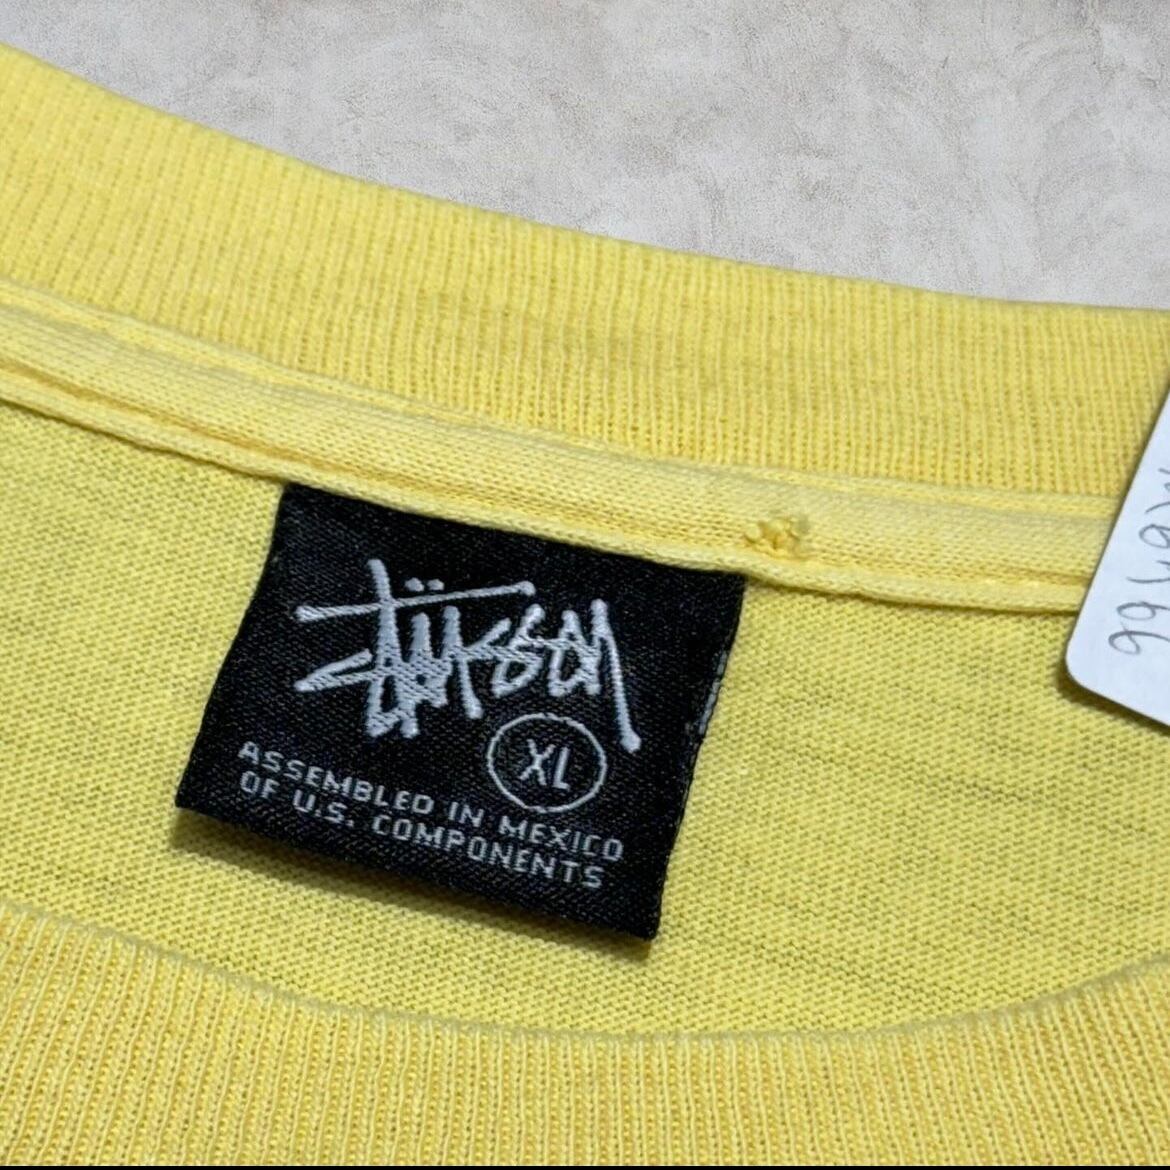 Stüssy
XL
ASSEMBLED IN MEXICO
OF U.S. COMPONENTS